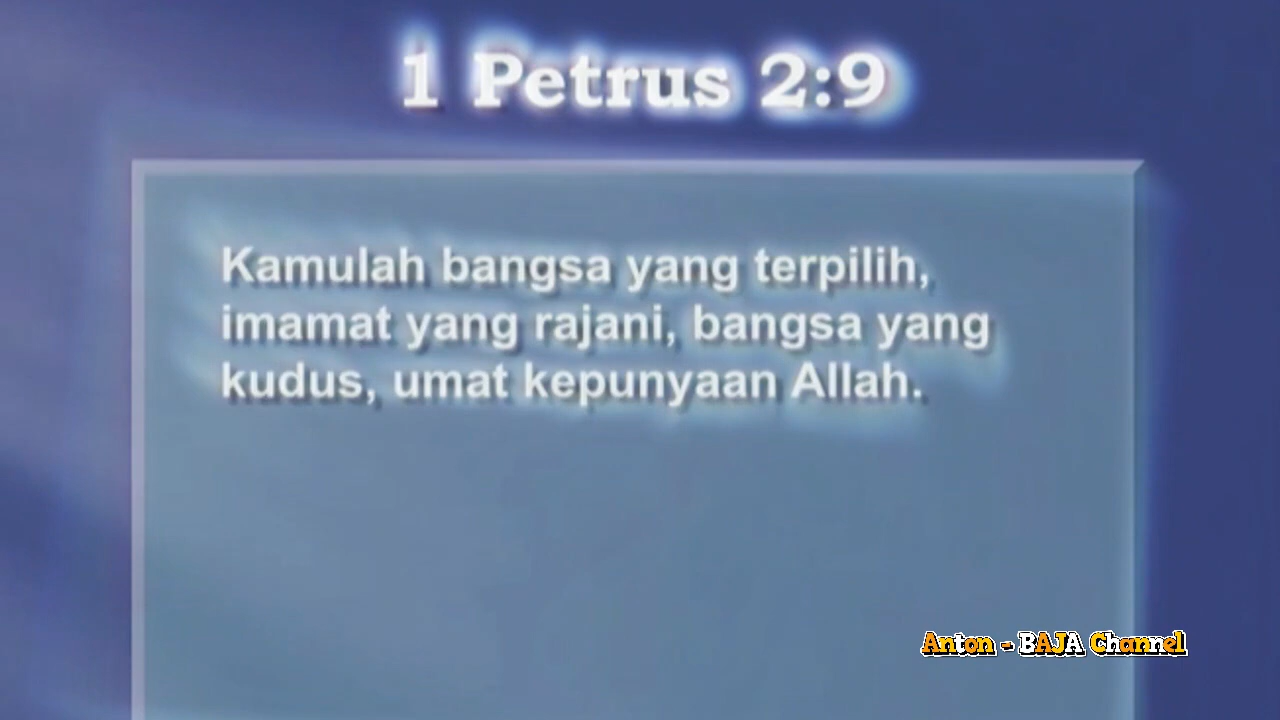 1 Petrus 2:9
Kamulah bangsa yang terpilih,
imamat yang rajani, bangsa yang
kudus, umat kepunyaan Allah.
Anton - BAJA Channel